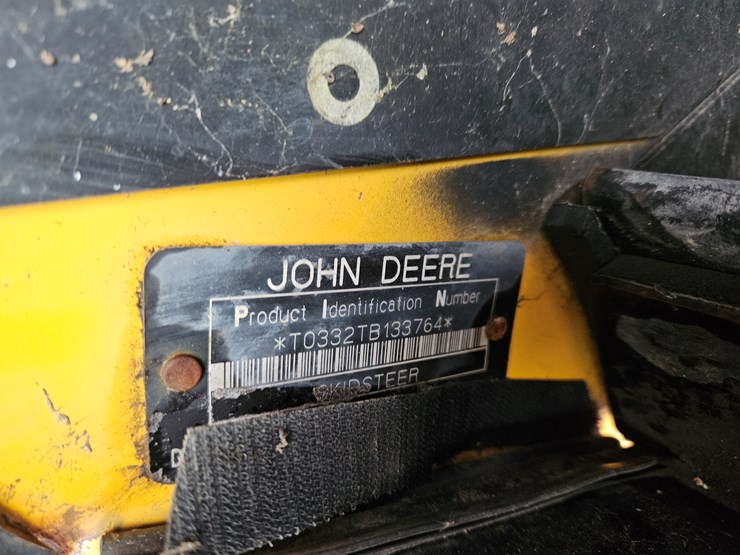 JOHN DEERE
Product Identification Number
*T0332TB133764*
SKIDSTEER
D